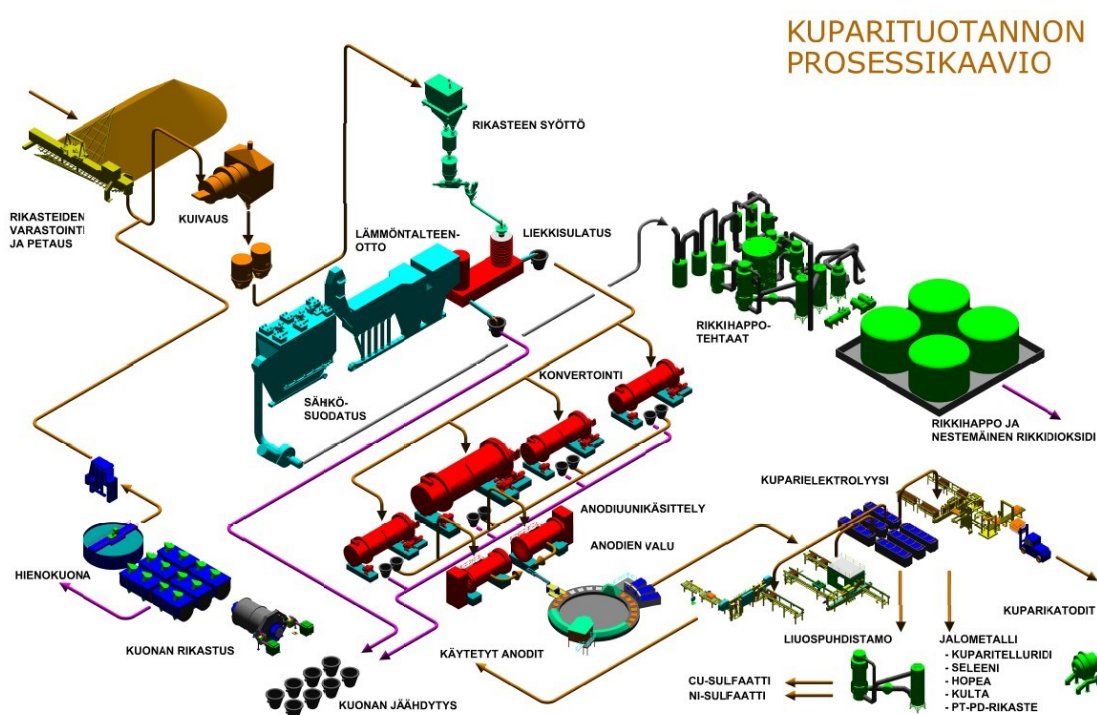 KUPARITUOTANNON
PROSESSIKAAVIO
RIKASTEEN SYÖTTÖ
RIKASTEIDEN
VARASTOINTI
JA PETAUS
KUIVAUS
LÄMMÖNTALTEEN-
OTTO
LIEKKISULATUS
RIKKIHAPPO-
TEHTAAT
SÄHKÖ-
SUODATUS
KONVERTOINTI
RIKKIHAPPO JA
NESTEMÄINEN RIKKIDIOKSIDI
KUPARIELEKTROLYYSI
ANODIUUNIKÄSITTELY
ANODIEN VALU
HIENOKUONA
KUONAN RIKASTUS
KUONAN JÄÄHDYTYS
KÄYTETYT ANODIT
KUPARIKATODIT
LIUOSPUHDISTAMO
CU-SULFAATTI
NI-SULFAATTI
JALOMETALLI
- KUPARITELLURIDI
- SELEENI
- HOPEA
- KULTA
- PT-PD-RIKASTE